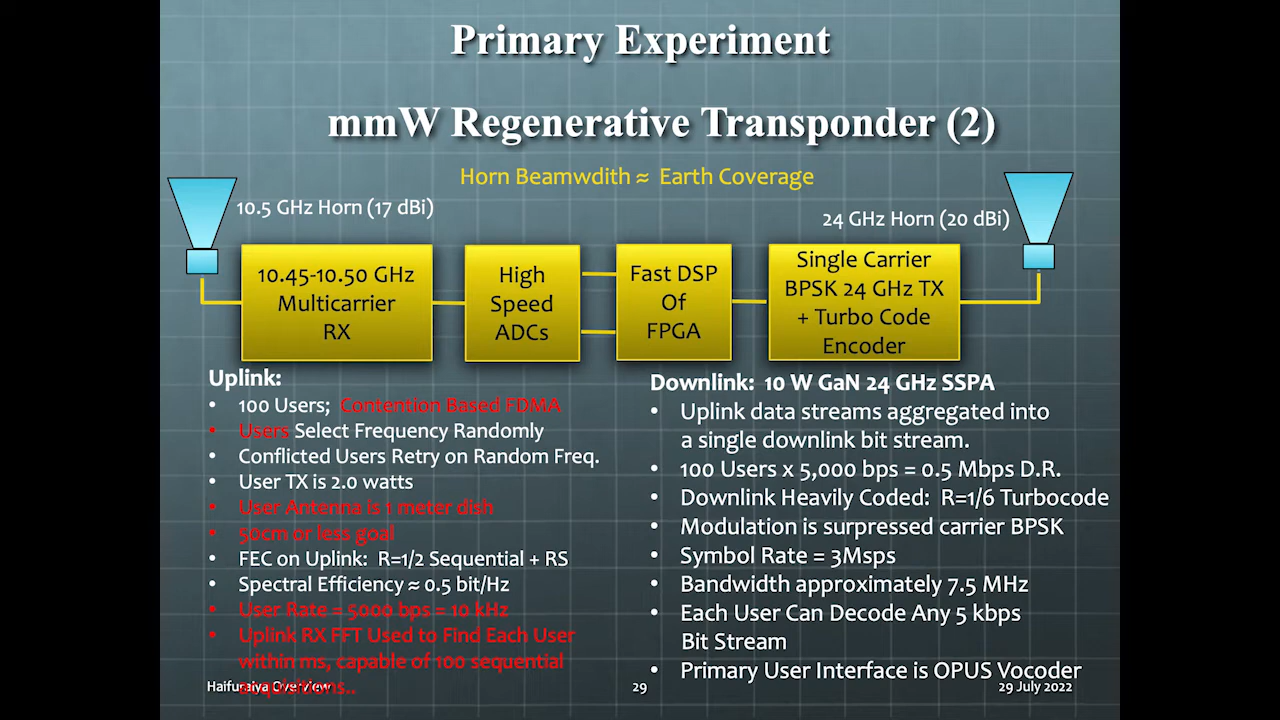 Primary Experiment
mmW Regenerative Transponder (2)
Horn Beamwdith ≈ Earth Coverage
10.5 GHz Horn (17 dBi)
24 GHz Horn (20 dBi)
10.45-10.50 GHz
Multicarrier
RX
High
Speed
ADCs
Fast DSP
Of
FPGA
Single Carrier
BPSK 24 GHz TX
+ Turbo Code
Encoder
Uplink:
• 100 Users; Contention Based FDMA
• Users Select Frequency Randomly
• Conflicted Users Retry on Random Freq.
• User TX is 2.0 watts
• User Antenna is 1 meter dish
• 50cm or less goal
• FEC on Uplink: R=1/2 Sequential + RS
• Spectral Efficiency ≈ 0.5 bit/Hz
• User Rate = 5000 bps = 10 kHz
• Uplink RX FFT Used to Find Each User
within ms, capable of 100 sequential
acquisitions..
Downlink: 10 W GaN 24 GHz SSPA
• Uplink data streams aggregated into
a single downlink bit stream.
• 100 Users x 5,000 bps = 0.5 Mbps D.R.
• Downlink Heavily Coded: R=1/6 Turbocode
• Modulation is surpressed carrier BPSK
• Symbol Rate = 3Msps
• Bandwidth approximately 7.5 MHz
• Each User Can Decode Any 5 kbps
Bit Stream
• Primary User Interface is OPUS Vocoder
Haifuraiya Overview
29
29 July 2022